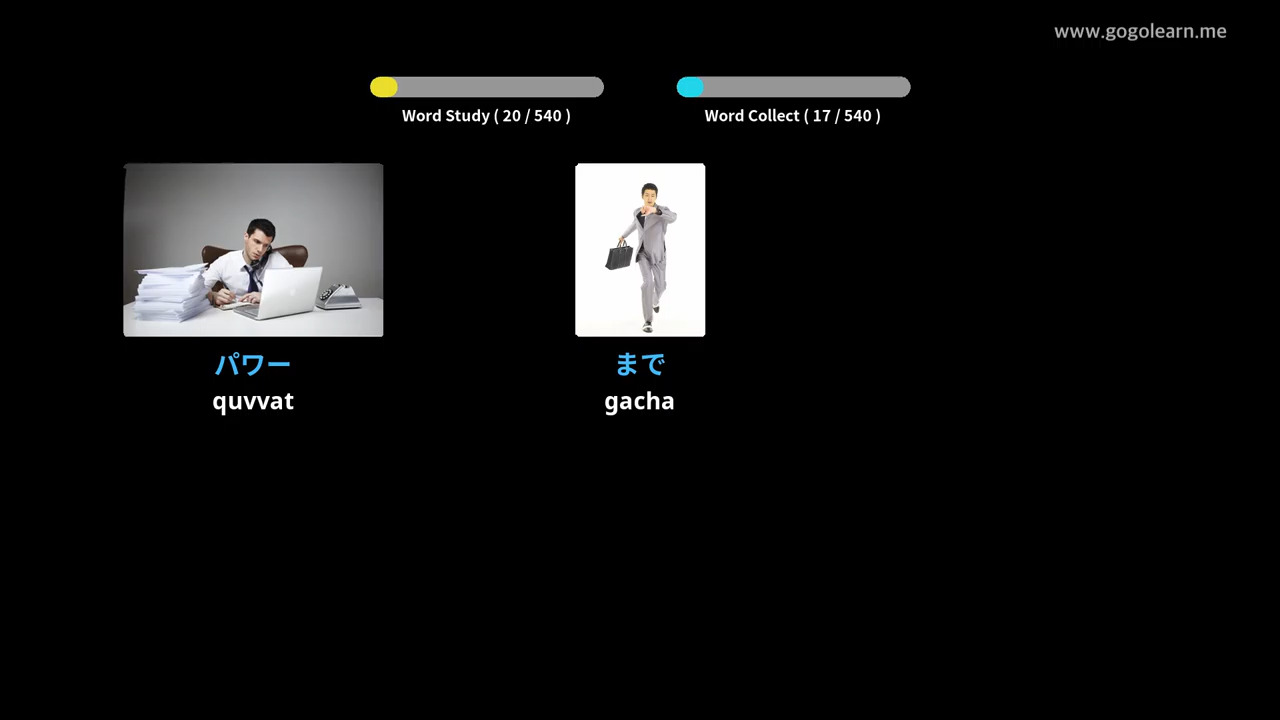 www.gogolearn.me
Word Study ( 20 / 540 )
Word Collect ( 17 / 540 )
パワー
quvvat
まで
gacha